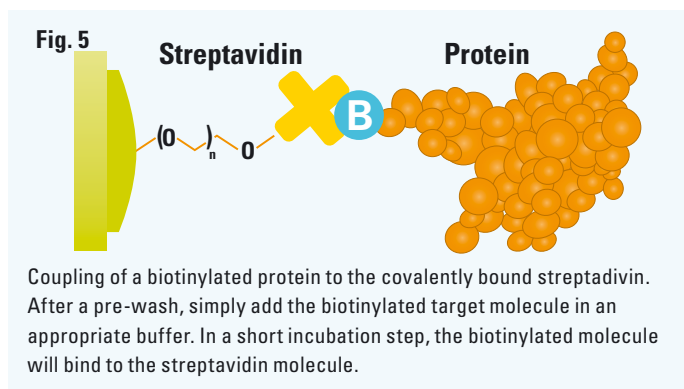 Fig. 5
Streptavidin Protein
(O )n O
B
Coupling of a biotinylated protein to the covalently bound streptadivin.
After a pre-wash, simply add the biotinylated target molecule in an
appropriate buffer. In a short incubation step, the biotinylated molecule
will bind to the streptavidin molecule.